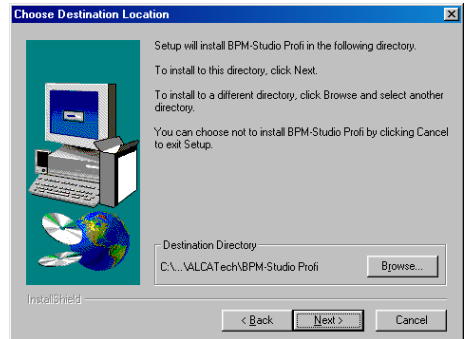 Choose Destination Location
Setup will install BPM-Studio Profi in the following directory.
To install to this directory, click Next.
To install to a different directory, click Browse and select another
directory.
You can choose not to install BPM-Studio Profi by clicking Cancel
to exit Setup.
Destination Directory
C:\...\ALCATech\BPM-Studio Profi
Browse...
InstallShield
< Back
Next >
Cancel